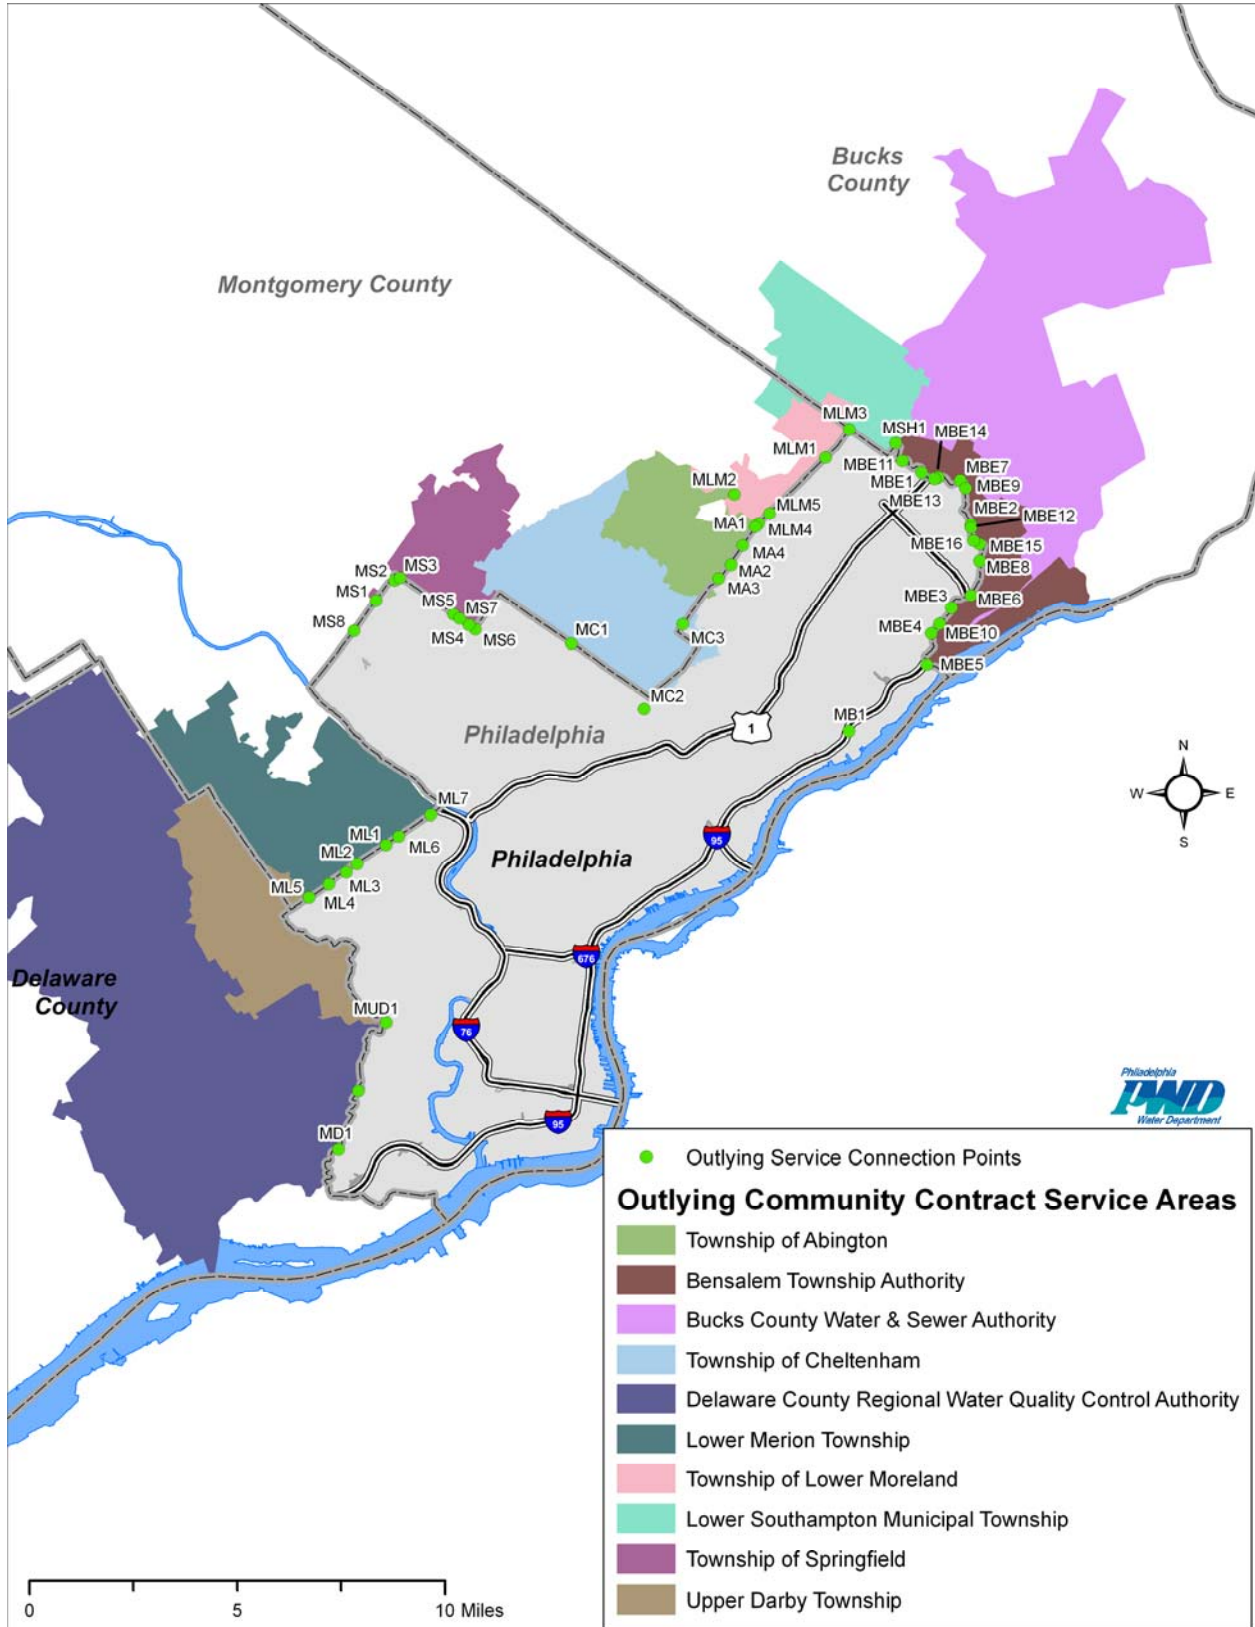 Bucks
County
Montgomery County
MLM3
MSH1
MBE14
MLM1
MBE11
MBE7
MBE1
MBE9
MLM2
MBE13
MBE2
MLM5
MBE12
MA1
MLM4
MBE16
MBE15
MA4
MS2
MS3
MA2
MBE8
MS1
MA3
MS5
MS7
MBE3
MBE6
MS8
MS4
MS6
MC1
MC3
MBE4
MBE10
MBE5
MC2
MB1
1
Philadelphia
N
W
E
S
ML7
ML1
ML6
95
Philadelphia
ML2
ML3
ML5
ML4
676
Delaware
County
MUD1
76
Philadelphia
PWD
Water Department
95
MD1
Outlying Service Connection Points
Outlying Community Contract Service Areas
Township of Abington
Bensalem Township Authority
Bucks County Water & Sewer Authority
Township of Cheltenham
Delaware County Regional Water Quality Control Authority
Lower Merion Township
Township of Lower Moreland
Lower Southampton Municipal Township
Township of Springfield
Upper Darby Township
0
5
10 Miles